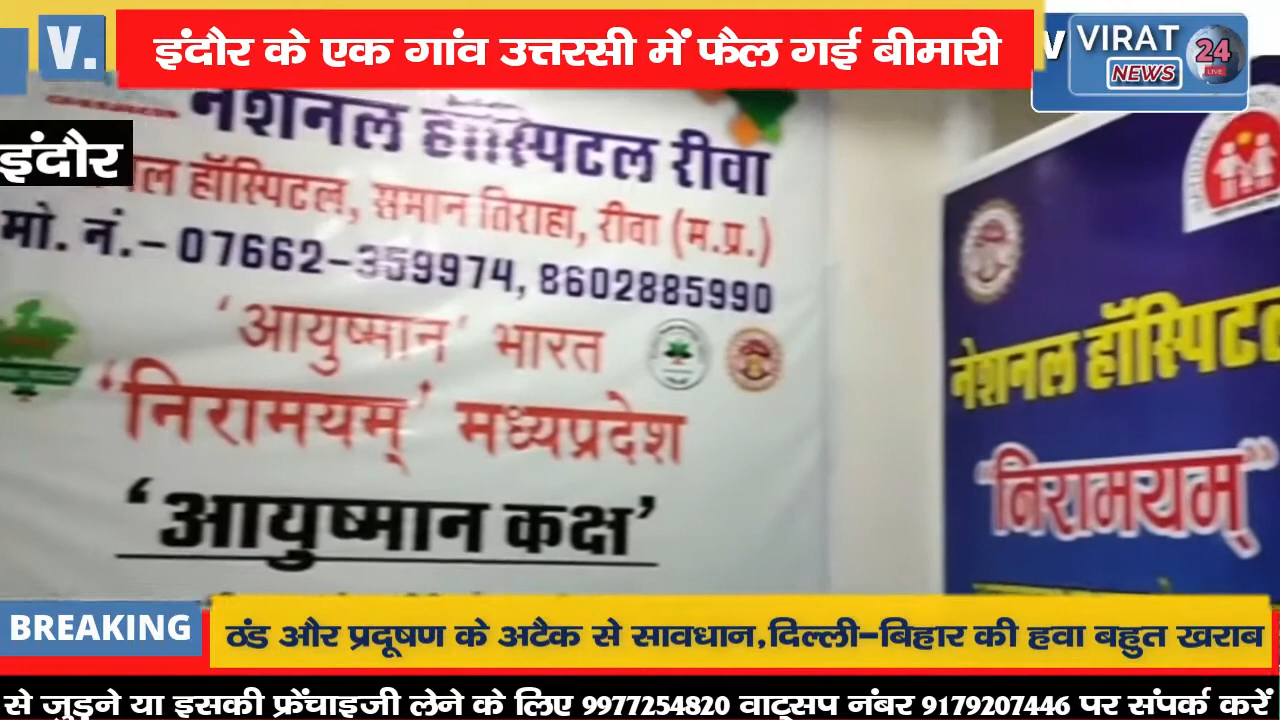 V.
इंदौर के एक गांव उत्तरसी में फैल गई बीमारी
VIRAT
24
LIVE
NEWS
इंदौर
नेशनल हॉस्पिटल रीवा
हॉस्पिटल, समान तिराहा, रीवा (म.प्र.)
मो. नं.– 07662-359974, 8602885990
'आयुष्मान' भारत
'निरामयम्' मध्यप्रदेश
'आयुष्मान कक्ष'
नेशनल हॉस्पिटल
"निरामयम्"
BREAKING
ठंड और प्रदूषण के अटैक से सावधान,दिल्ली-बिहार की हवा बहुत खराब
से जुड़ने या इसकी फ्रेंचाइजी लेने के लिए 9977254820 वाट्सप नंबर 9179207446 पर संपर्क करें